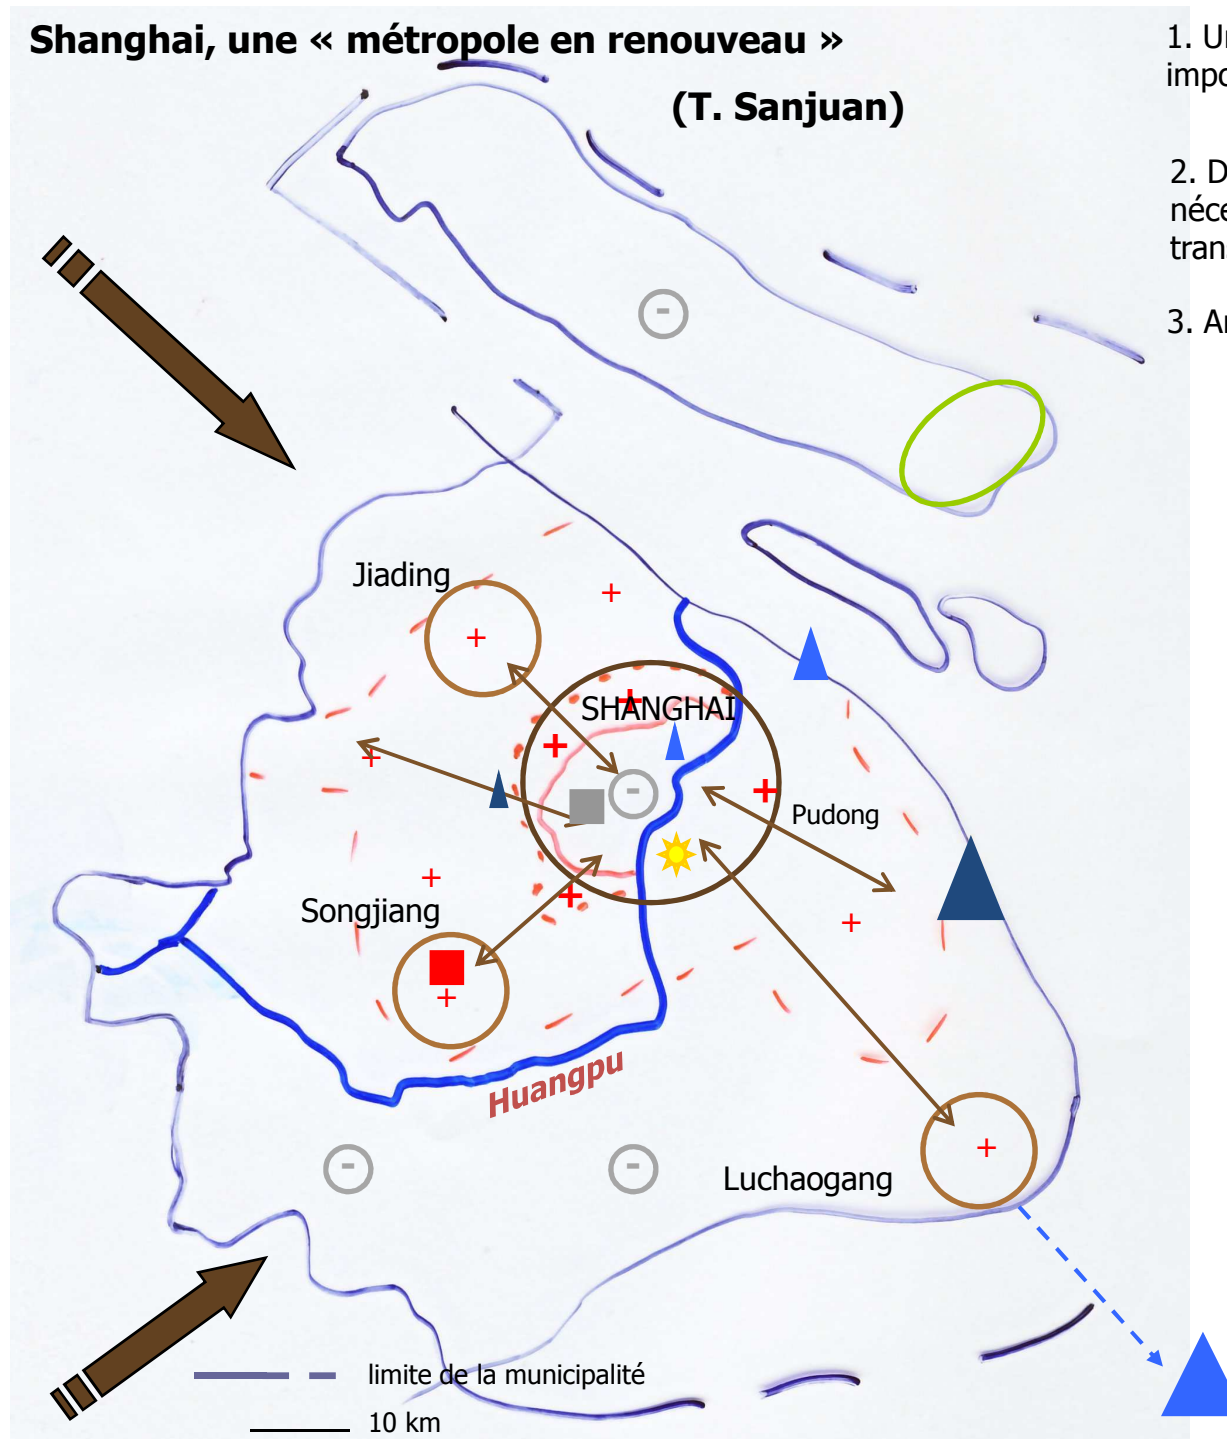 Shanghai, une « métropole en renouveau »
(T. Sanjuan)
1. Un
impo
2. D
néce
tran
3. A
Jiading
SHANGHAI
Pudong
Songjiang
Huangpu
Luchaogang
limite de la municipalité
10 km